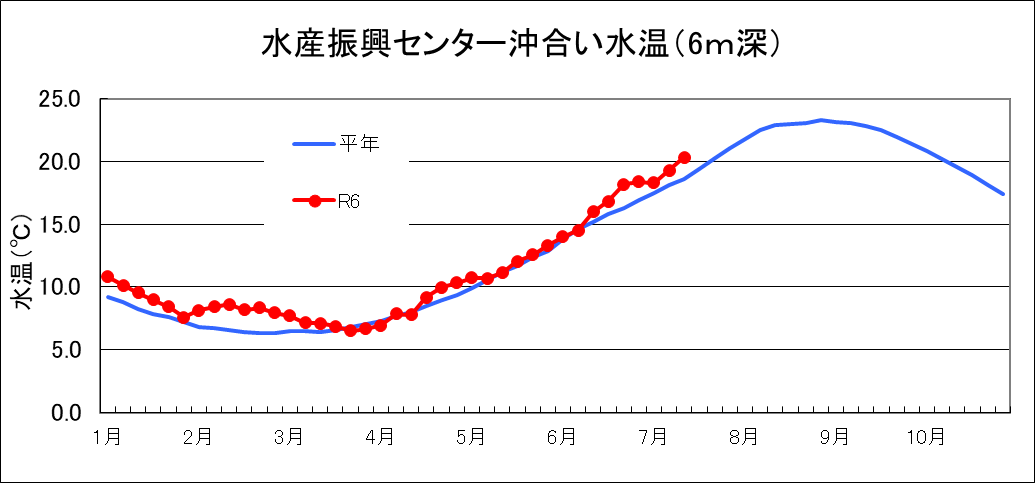 水産振興センター沖合い水温（6ｍ深）
水温（℃）
25.0
20.0
15.0
10.0
5.0
0.0
平年
R6
1月 2月 3月 4月 5月 6月 7月 8月 9月 10月